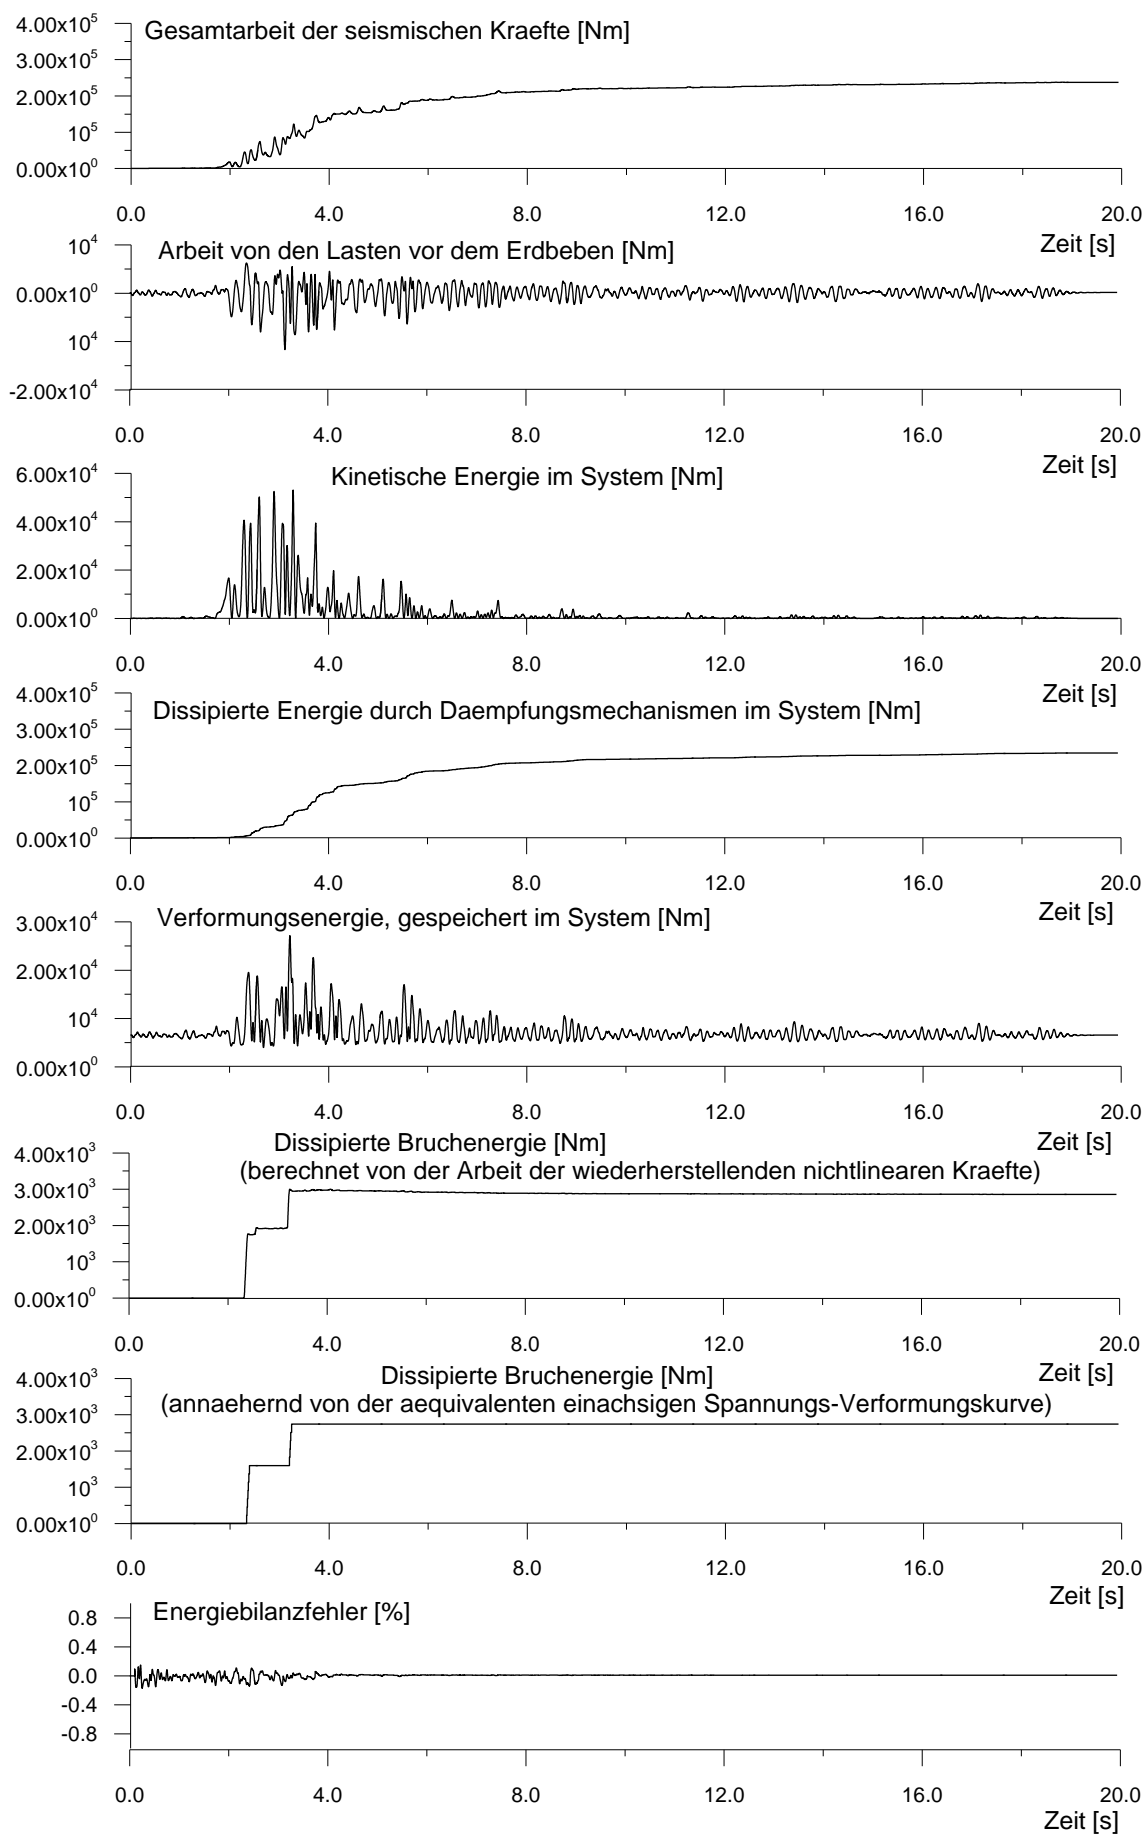 4.00x10⁵
Gesamtarbeit der seismischen Kraefte [Nm]
3.00x10⁵
2.00x10⁵
10⁵
0.00x10⁰
0.0 4.0 8.0 12.0 16.0 20.0
Zeit [s]
10⁴
Arbeit von den Lasten vor dem Erdbeben [Nm]
0.00x10⁰
10⁴
-2.00x10⁴
0.0 4.0 8.0 12.0 16.0 20.0
Zeit [s]
6.00x10⁴
Kinetische Energie im System [Nm]
4.00x10⁴
2.00x10⁴
0.00x10⁰
0.0 4.0 8.0 12.0 16.0 20.0
Zeit [s]
4.00x10⁵
Dissipierte Energie durch Daempfungsmechanismen im System [Nm]
3.00x10⁵
2.00x10⁵
10⁵
0.00x10⁰
0.0 4.0 8.0 12.0 16.0 20.0
Zeit [s]
3.00x10⁴
Verformungsenergie, gespeichert im System [Nm]
2.00x10⁴
10⁴
0.00x10⁰
0.0 4.0 8.0 12.0 16.0 20.0
Zeit [s]
Dissipierte Bruchenergie [Nm]
4.00x10³
(berechnet von der Arbeit der wiederherstellenden nichtlinearen Kraefte)
3.00x10³
2.00x10³
10³
0.00x10⁰
0.0 4.0 8.0 12.0 16.0 20.0
Zeit [s]
Dissipierte Bruchenergie [Nm]
4.00x10³
(annaehernd von der aequivalenten einachsigen Spannungs-Verformungskurve)
3.00x10³
2.00x10³
10³
0.00x10⁰
0.0 4.0 8.0 12.0 16.0 20.0
Zeit [s]
Energiebilanzfehler [%]
0.8
0.4
0.0
-0.4
-0.8
0.0 4.0 8.0 12.0 16.0 20.0
Zeit [s]